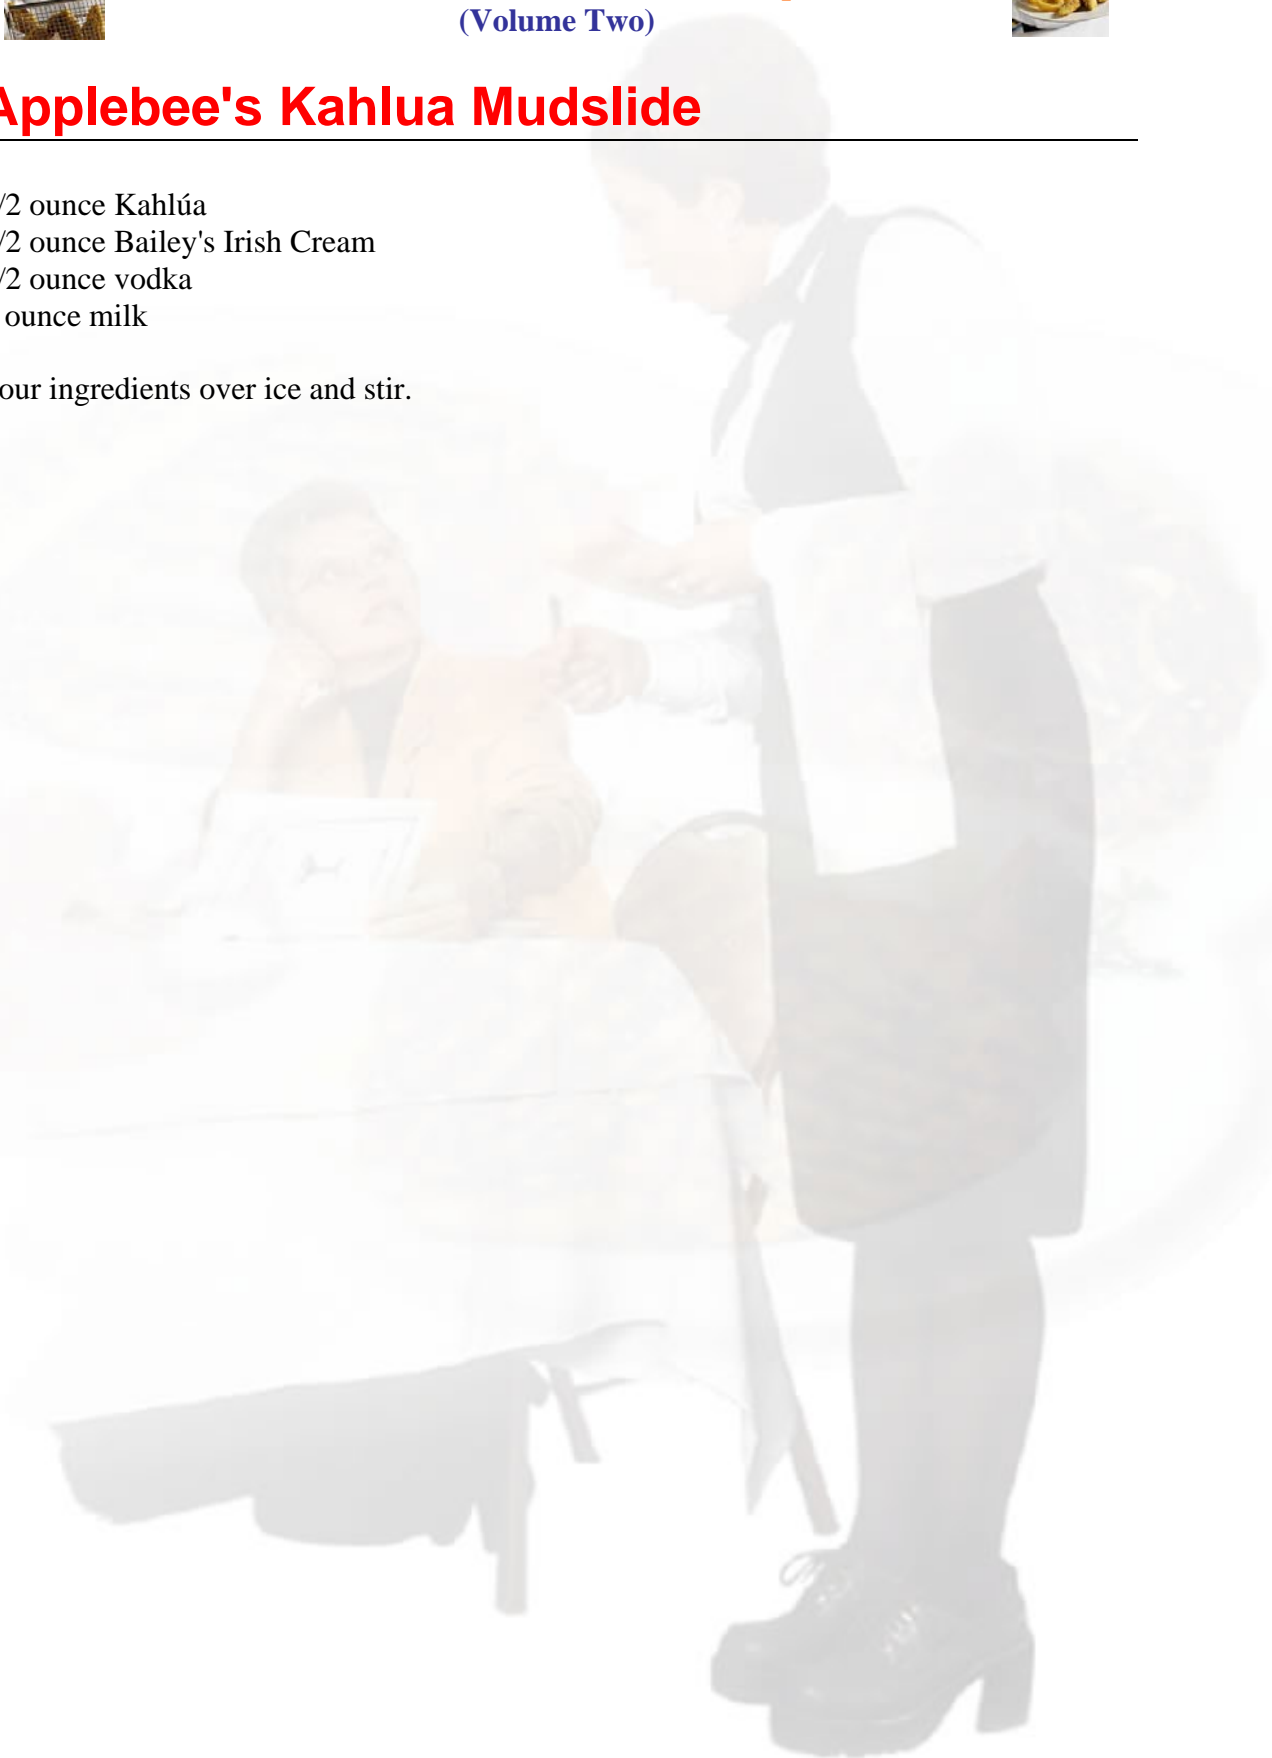 (Volume Two)
Applebee's Kahlua Mudslide
/2 ounce Kahlúa
/2 ounce Bailey's Irish Cream
/2 ounce vodka
ounce milk
our ingredients over ice and stir.